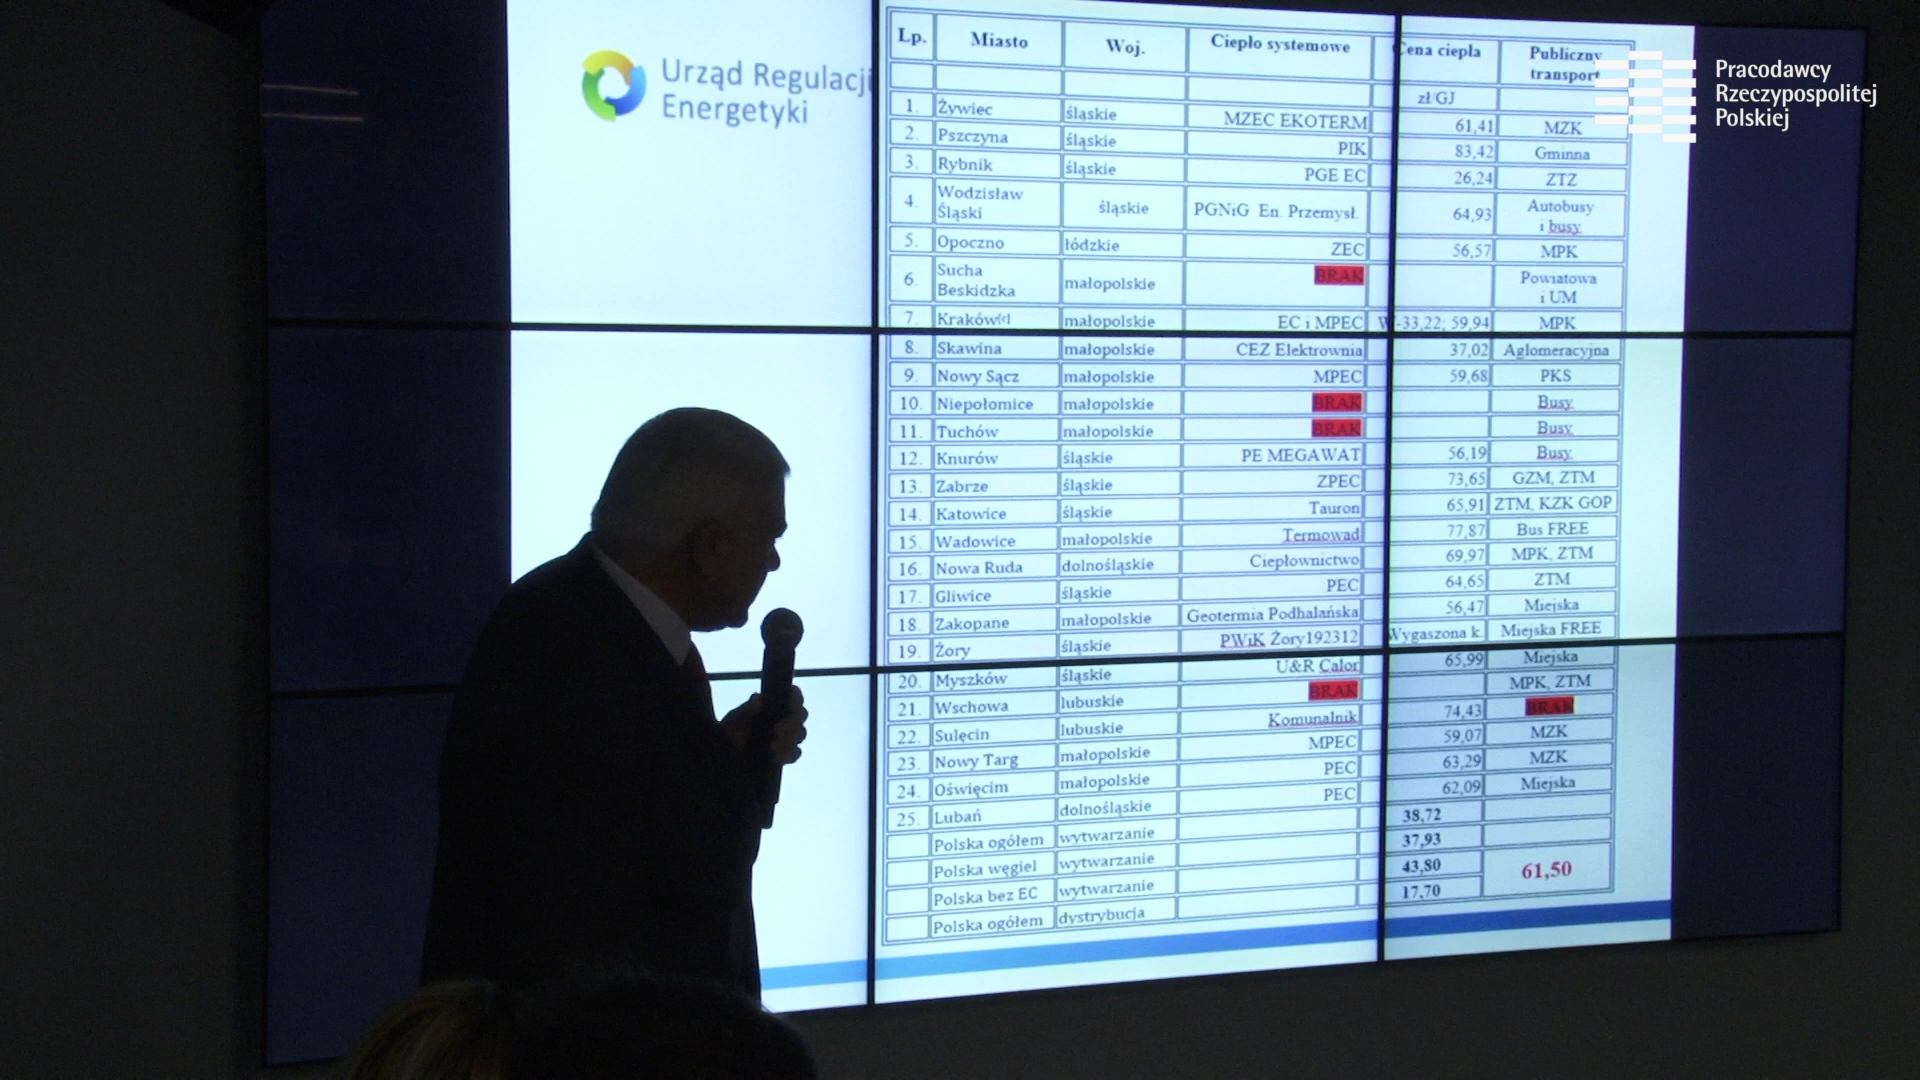 Urząd Regulacji
Energetyki
Pracodawcy
Rzeczypospolitej
Polskiej
Lp. Miasto Woj. Ciepło systemowe Cena ciepła Publiczny transport
zł/GJ
1. Żywiec śląskie MZEC EKOTERM 61,41 MZK
2. Pszczyna śląskie PIK 83,42 Gminna
3. Rybnik śląskie PGE EC 26,24 ZTZ
4. Wodzisław Śląski śląskie PGNiG En. Przemysł. 64,93 Autobusy i busy
5. Opoczno łódzkie ZEC 56,57 MPK
6. Sucha Beskidzka małopolskie BRAK Powiatowa i UM
7. Kraków[c] małopolskie EC i MPEC W-33,22; 59,94 MPK
8. Skawina małopolskie CEZ Elektrownia 37,02 Aglomeracyjna
9. Nowy Sącz małopolskie MPEC 59,68 PKS
10. Niepołomice małopolskie BRAK Busy
11. Tuchów małopolskie BRAK Busy
12. Knurów śląskie PE MEGAWAT 56,19 Busy
13. Zabrze śląskie ZPEC 73,65 GZM, ZTM
14. Katowice śląskie Tauron 65,91 ZTM, KZK GOP
15. Wadowice małopolskie Termowad 77,87 Bus FREE
16. Nowa Ruda dolnośląskie Ciepłownictwo 69,97 MPK, ZTM
17. Gliwice śląskie PEC 64,65 ZTM
18. Zakopane małopolskie Geotermia Podhalańska 56,47 Miejska
19. Żory śląskie PWiK Żory192312 Wygaszona k. Miejska FREE
20. Myszków śląskie U&R Calor 65,99 Miejska
21. Wschowa lubuskie BRAK MPK, ZTM
22. Sulęcin lubuskie Komunalnik 74,43 BRAK
23. Nowy Targ małopolskie MPEC 59,07 MZK
24. Oświęcim małopolskie PEC 63,29 MZK
25. Lubań dolnośląskie PEC 62,09 Miejska
Polska ogółem wytwarzanie 38,72
Polska węgiel wytwarzanie 37,93
Polska bez EC wytwarzanie 43,80 61,50
Polska ogółem dystrybucja 17,70